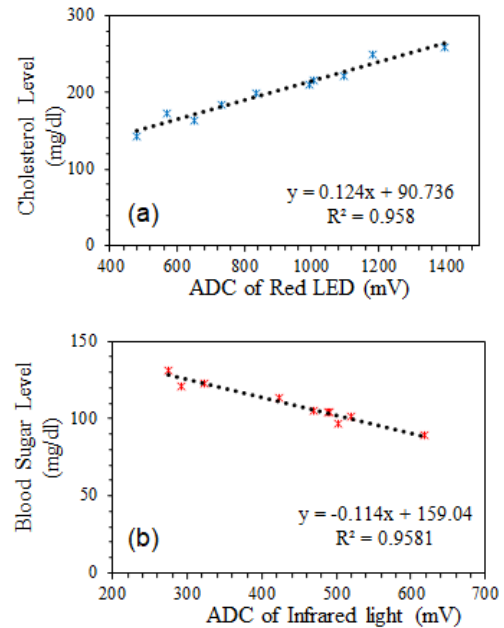 300
200
100
0
Cholesterol Level
(mg/dl)
(a)
y = 0.124x + 90.736
R² = 0.958
400 600 800 1000 1200 1400
ADC of Red LED (mV)
150
100
50
0
Blood Sugar Level
(mg/dl)
(b)
y = -0.114x + 159.04
R² = 0.9581
200 300 400 500 600 700
ADC of Infrared light (mV)